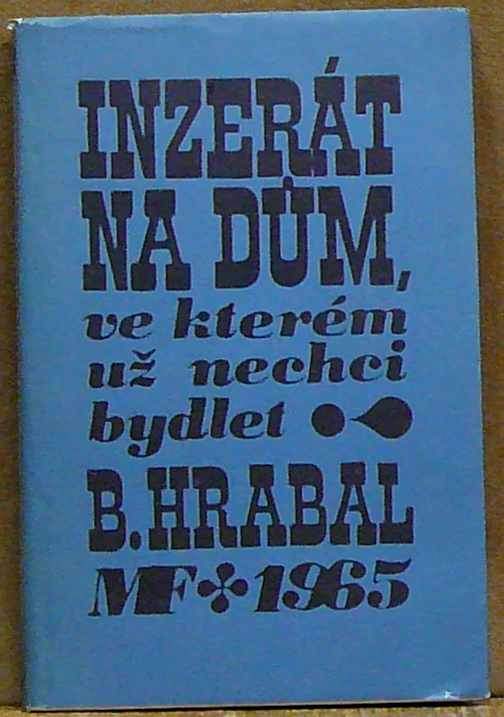 INZERÁT
NA DŮM,
ve kterém
už nechci
bydlet
B. HRABAL
MF 1965